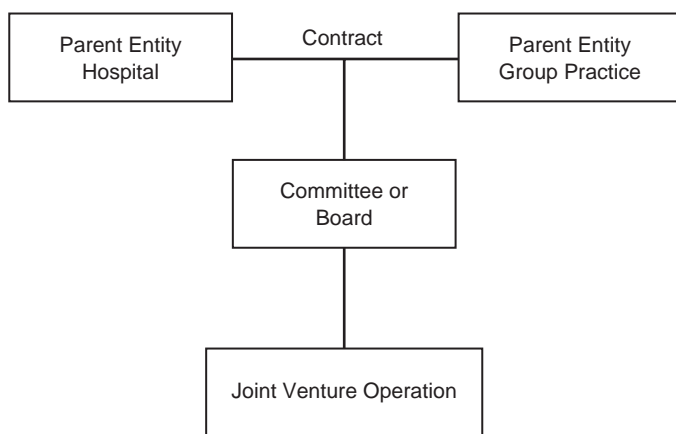 Parent Entity
Hospital
Contract
Parent Entity
Group Practice
Committee or
Board
Joint Venture Operation